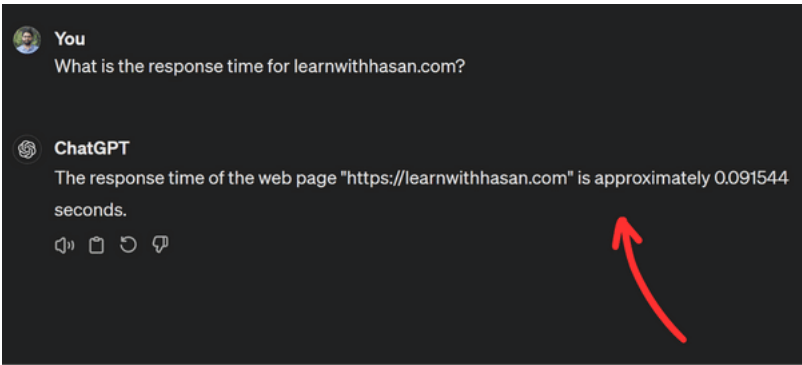 You
What is the response time for learnwithhasan.com?
ChatGPT
The response time of the web page "https://learnwithhasan.com" is approximately 0.091544
seconds.